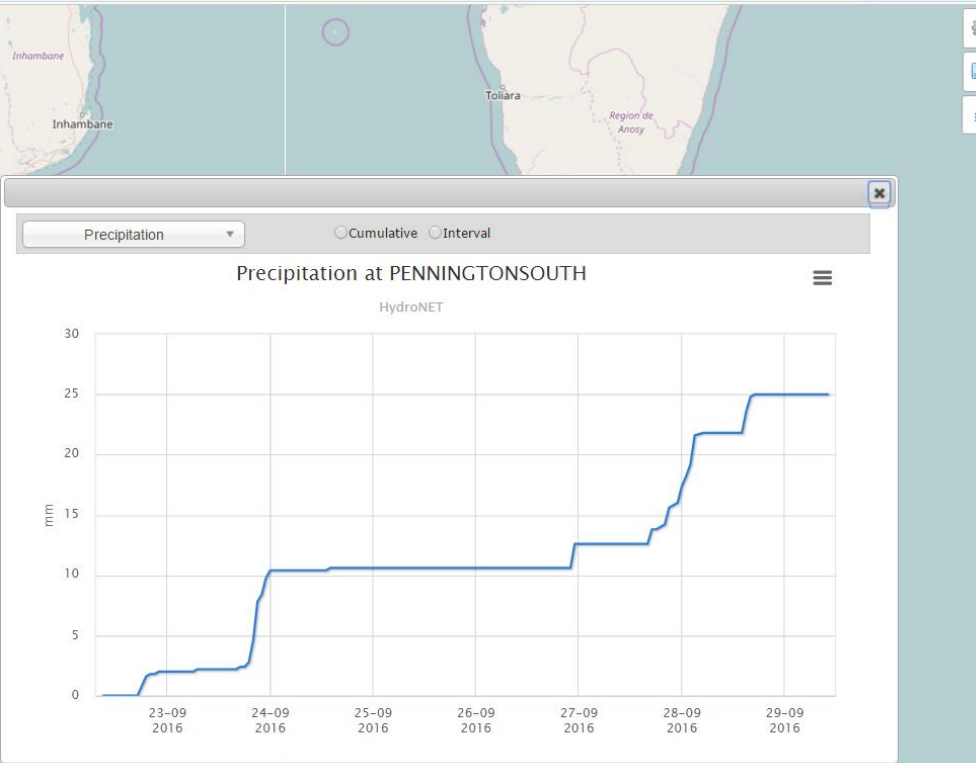 Inhambane
Inhambane
Toliara
Region de
Anosy
Precipitation
Cumulative Interval
Precipitation at PENNINGTONSOUTH
HydroNET
30
25
20
15
10
5
0
mm
23-09 24-09 25-09 26-09 27-09 28-09 29-09
2016 2016 2016 2016 2016 2016 2016